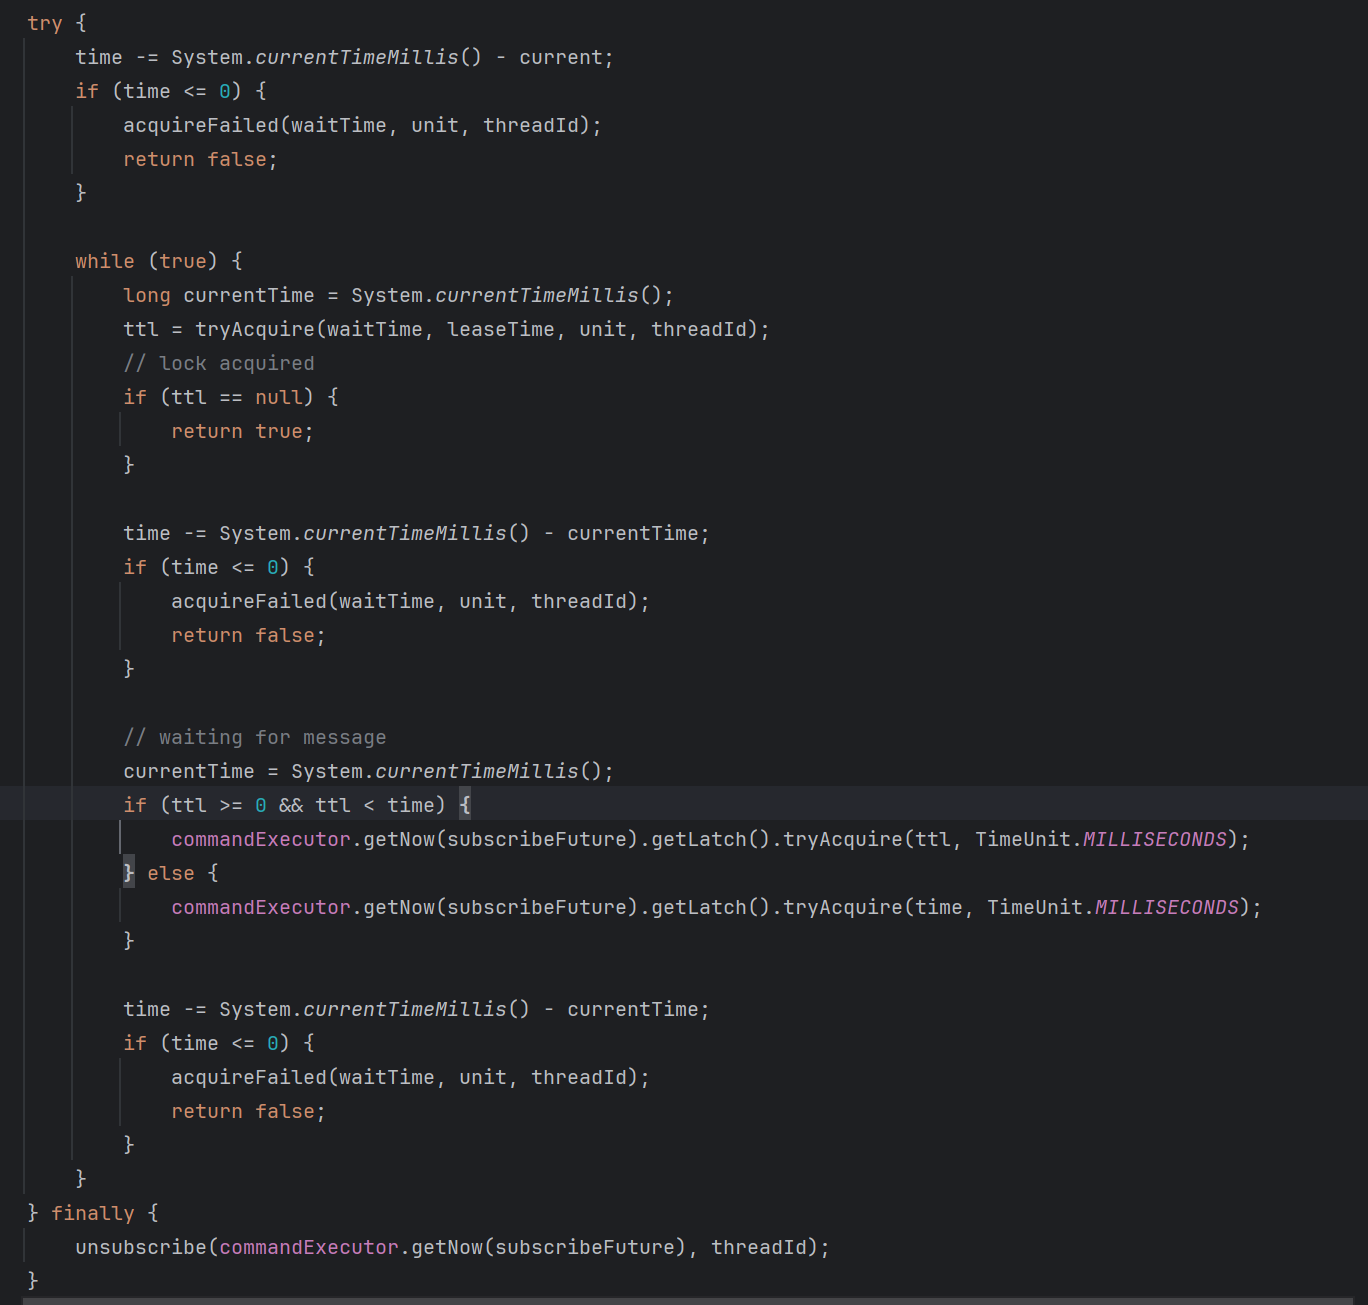 try {
    time -= System.currentTimeMillis() - current;
    if (time <= 0) {
        acquireFailed(waitTime, unit, threadId);
        return false;
    }

    while (true) {
        long currentTime = System.currentTimeMillis();
        ttl = tryAcquire(waitTime, leaseTime, unit, threadId);
        // lock acquired
        if (ttl == null) {
            return true;
        }

        time -= System.currentTimeMillis() - currentTime;
        if (time <= 0) {
            acquireFailed(waitTime, unit, threadId);
            return false;
        }

        // waiting for message
        currentTime = System.currentTimeMillis();
        if (ttl >= 0 && ttl < time) {
            commandExecutor.getNow(subscribeFuture).getLatch().tryAcquire(ttl, TimeUnit.MILLISECONDS);
        } else {
            commandExecutor.getNow(subscribeFuture).getLatch().tryAcquire(time, TimeUnit.MILLISECONDS);
        }

        time -= System.currentTimeMillis() - currentTime;
        if (time <= 0) {
            acquireFailed(waitTime, unit, threadId);
            return false;
        }
    }
} finally {
    unsubscribe(commandExecutor.getNow(subscribeFuture), threadId);
}